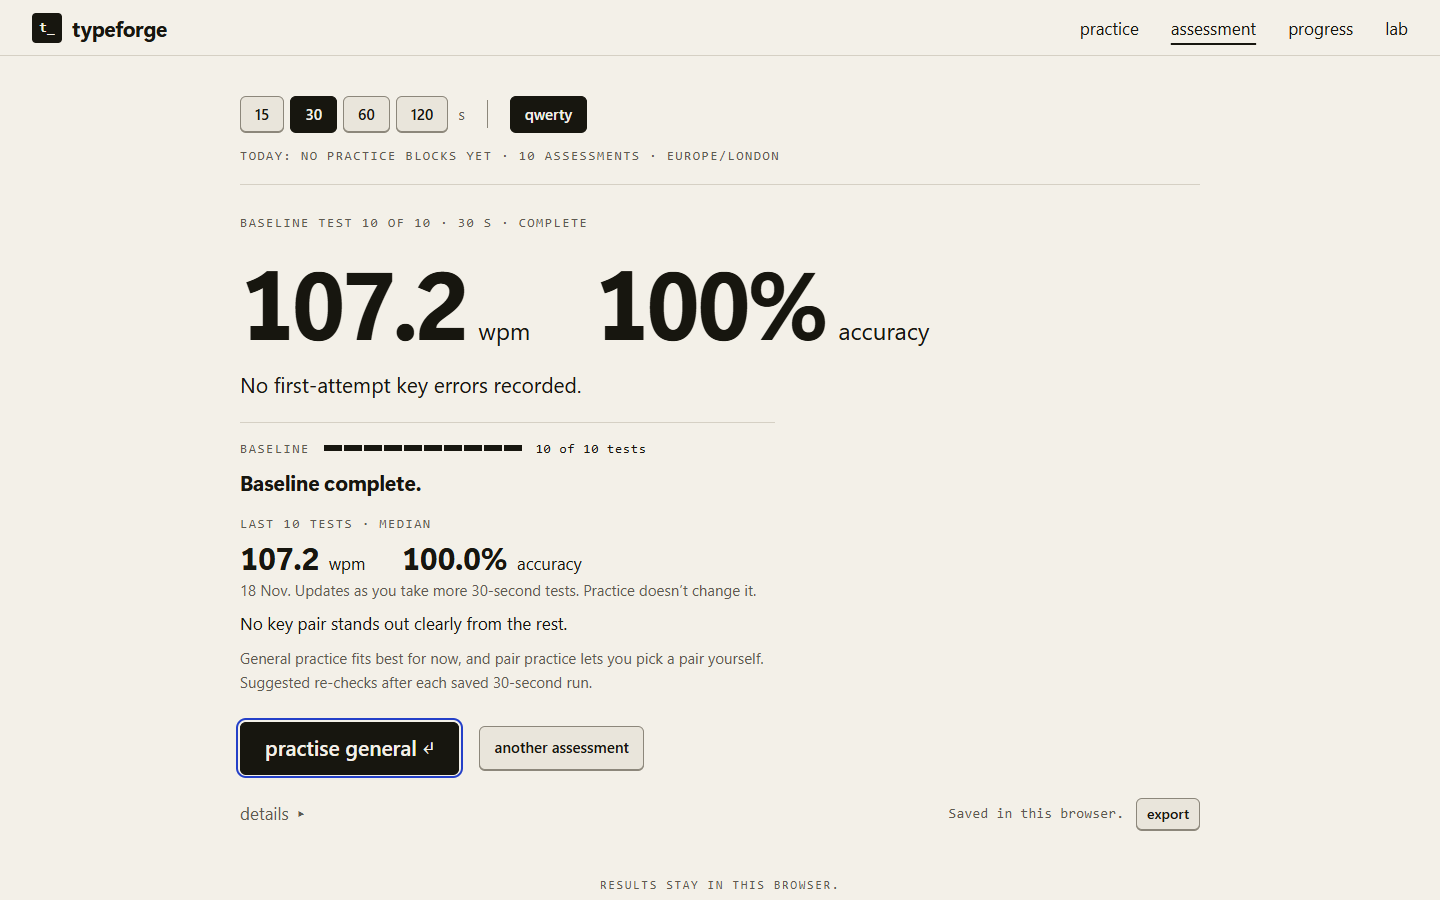 t_ typeforge practice assessment progress lab
15 30 60 120 s qwerty
TODAY: NO PRACTICE BLOCKS YET · 10 ASSESSMENTS · EUROPE/LONDON
BASELINE TEST 10 OF 10 · 30 S · COMPLETE
107.2 wpm 100% accuracy
No first-attempt key errors recorded.
BASELINE 10 of 10 tests
Baseline complete.
LAST 10 TESTS · MEDIAN
107.2 wpm 100.0% accuracy
18 Nov. Updates as you take more 30-second tests. Practice doesn’t change it.
No key pair stands out clearly from the rest.
General practice fits best for now, and pair practice lets you pick a pair yourself.
Suggested re-checks after each saved 30-second run.
practise general ↲ another assessment
details ▸ Saved in this browser. export
RESULTS STAY IN THIS BROWSER.